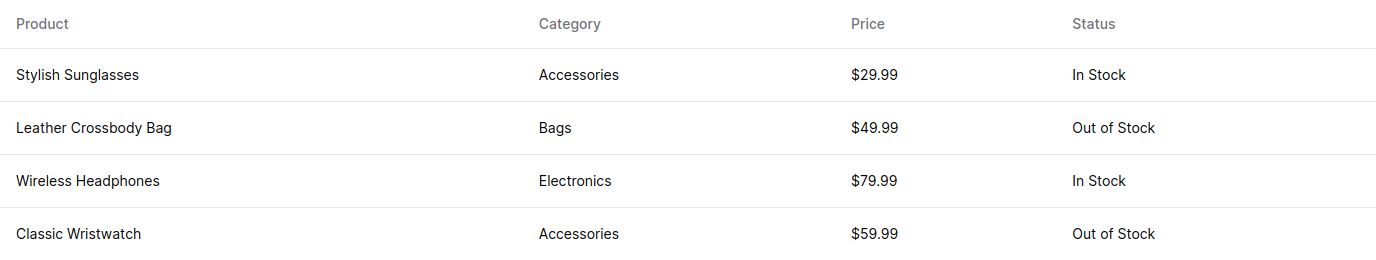 Product Category Price Status
Stylish Sunglasses Accessories $29.99 In Stock
Leather Crossbody Bag Bags $49.99 Out of Stock
Wireless Headphones Electronics $79.99 In Stock
Classic Wristwatch Accessories $59.99 Out of Stock